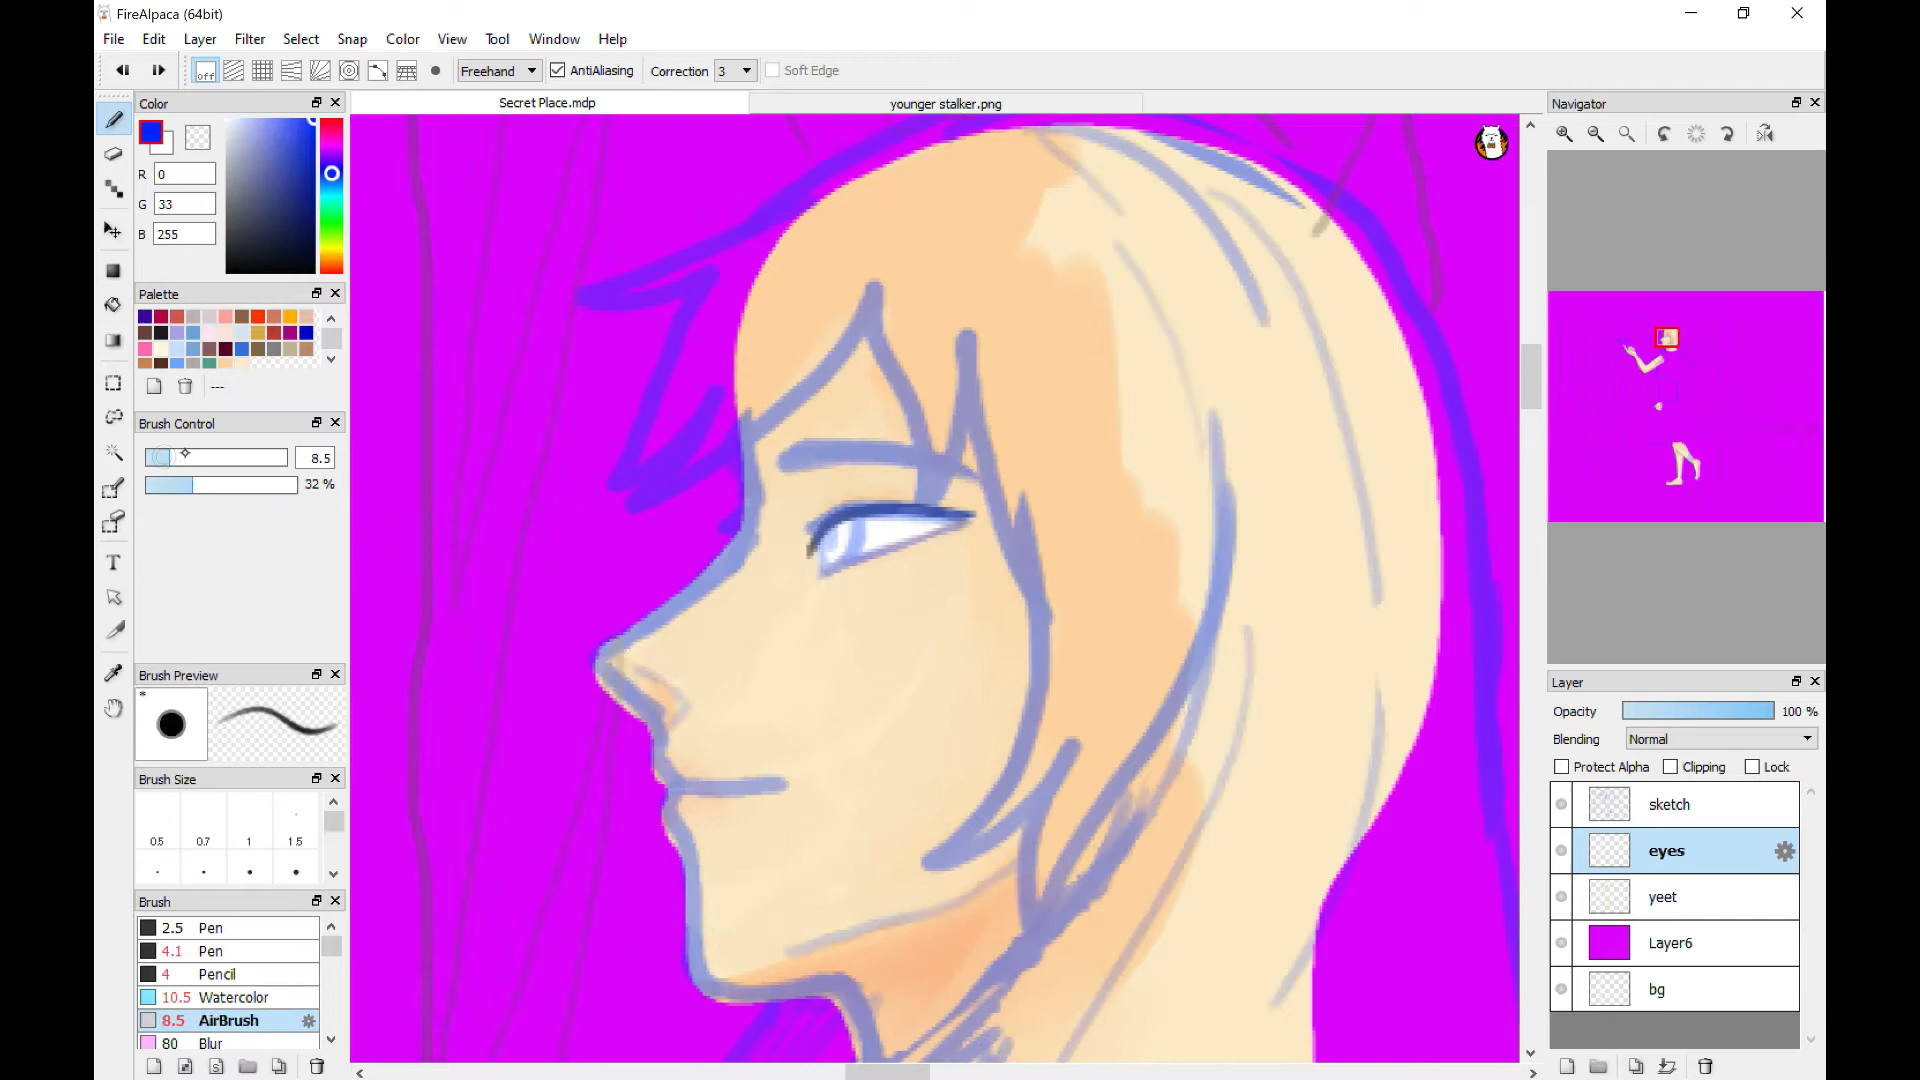 FireAlpaca (64bit)
File Edit Layer Filter Select Snap Color View Tool Window Help
off Freehand AntiAliasing Correction 3 Soft Edge
Color Secret Place.mdp younger stalker.png Navigator
R 0
G 33
B 255
Palette
---
Brush Control
8.5
32 %
Brush Preview
*
Brush Size
0.5 0.7 1 1.5
Brush
2.5 Pen
4.1 Pen
4 Pencil
10.5 Watercolor
8.5 AirBrush
80 Blur
T
Layer
Opacity 100 %
Blending Normal
Protect Alpha Clipping Lock
sketch
eyes
yeet
Layer6
bg